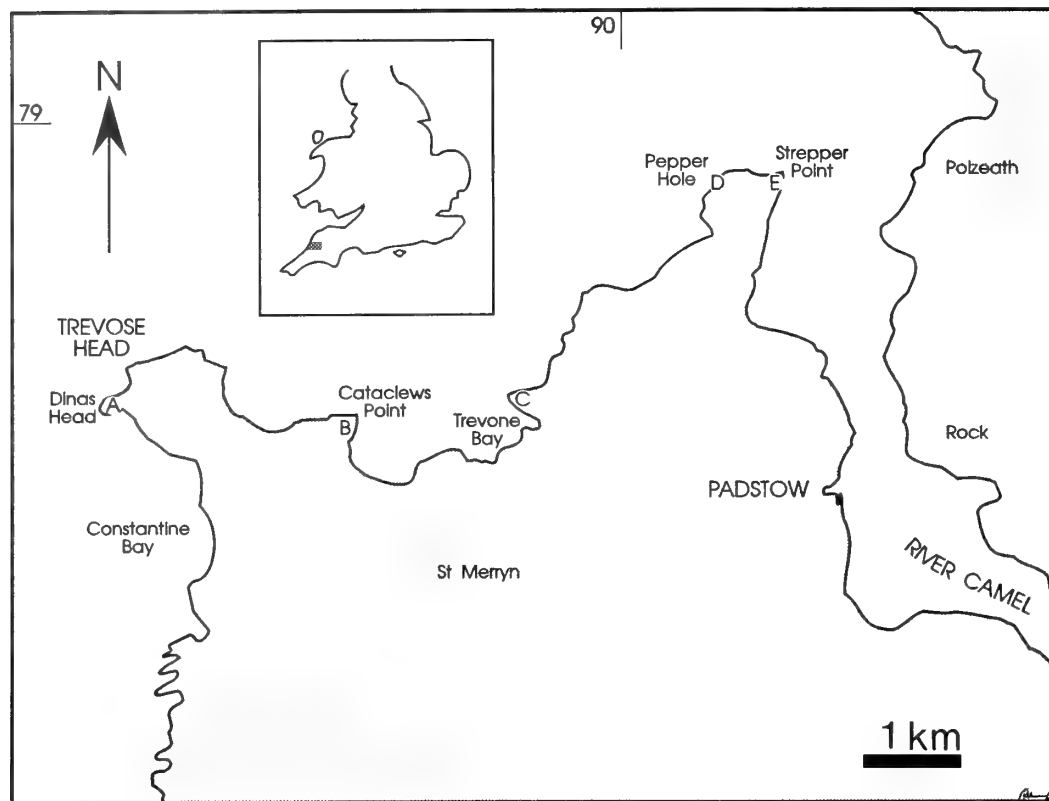 90
79
N
Pepper
Hole
D
Strepper
Point
E
Polzeath
TREVOSE
HEAD
Dinas
Head
A
Cataclews
Point
B
Trevone
Bay
C
Rock
PADSTOW
Constantine
Bay
St Merryn
RIVER CAMEL
1 km